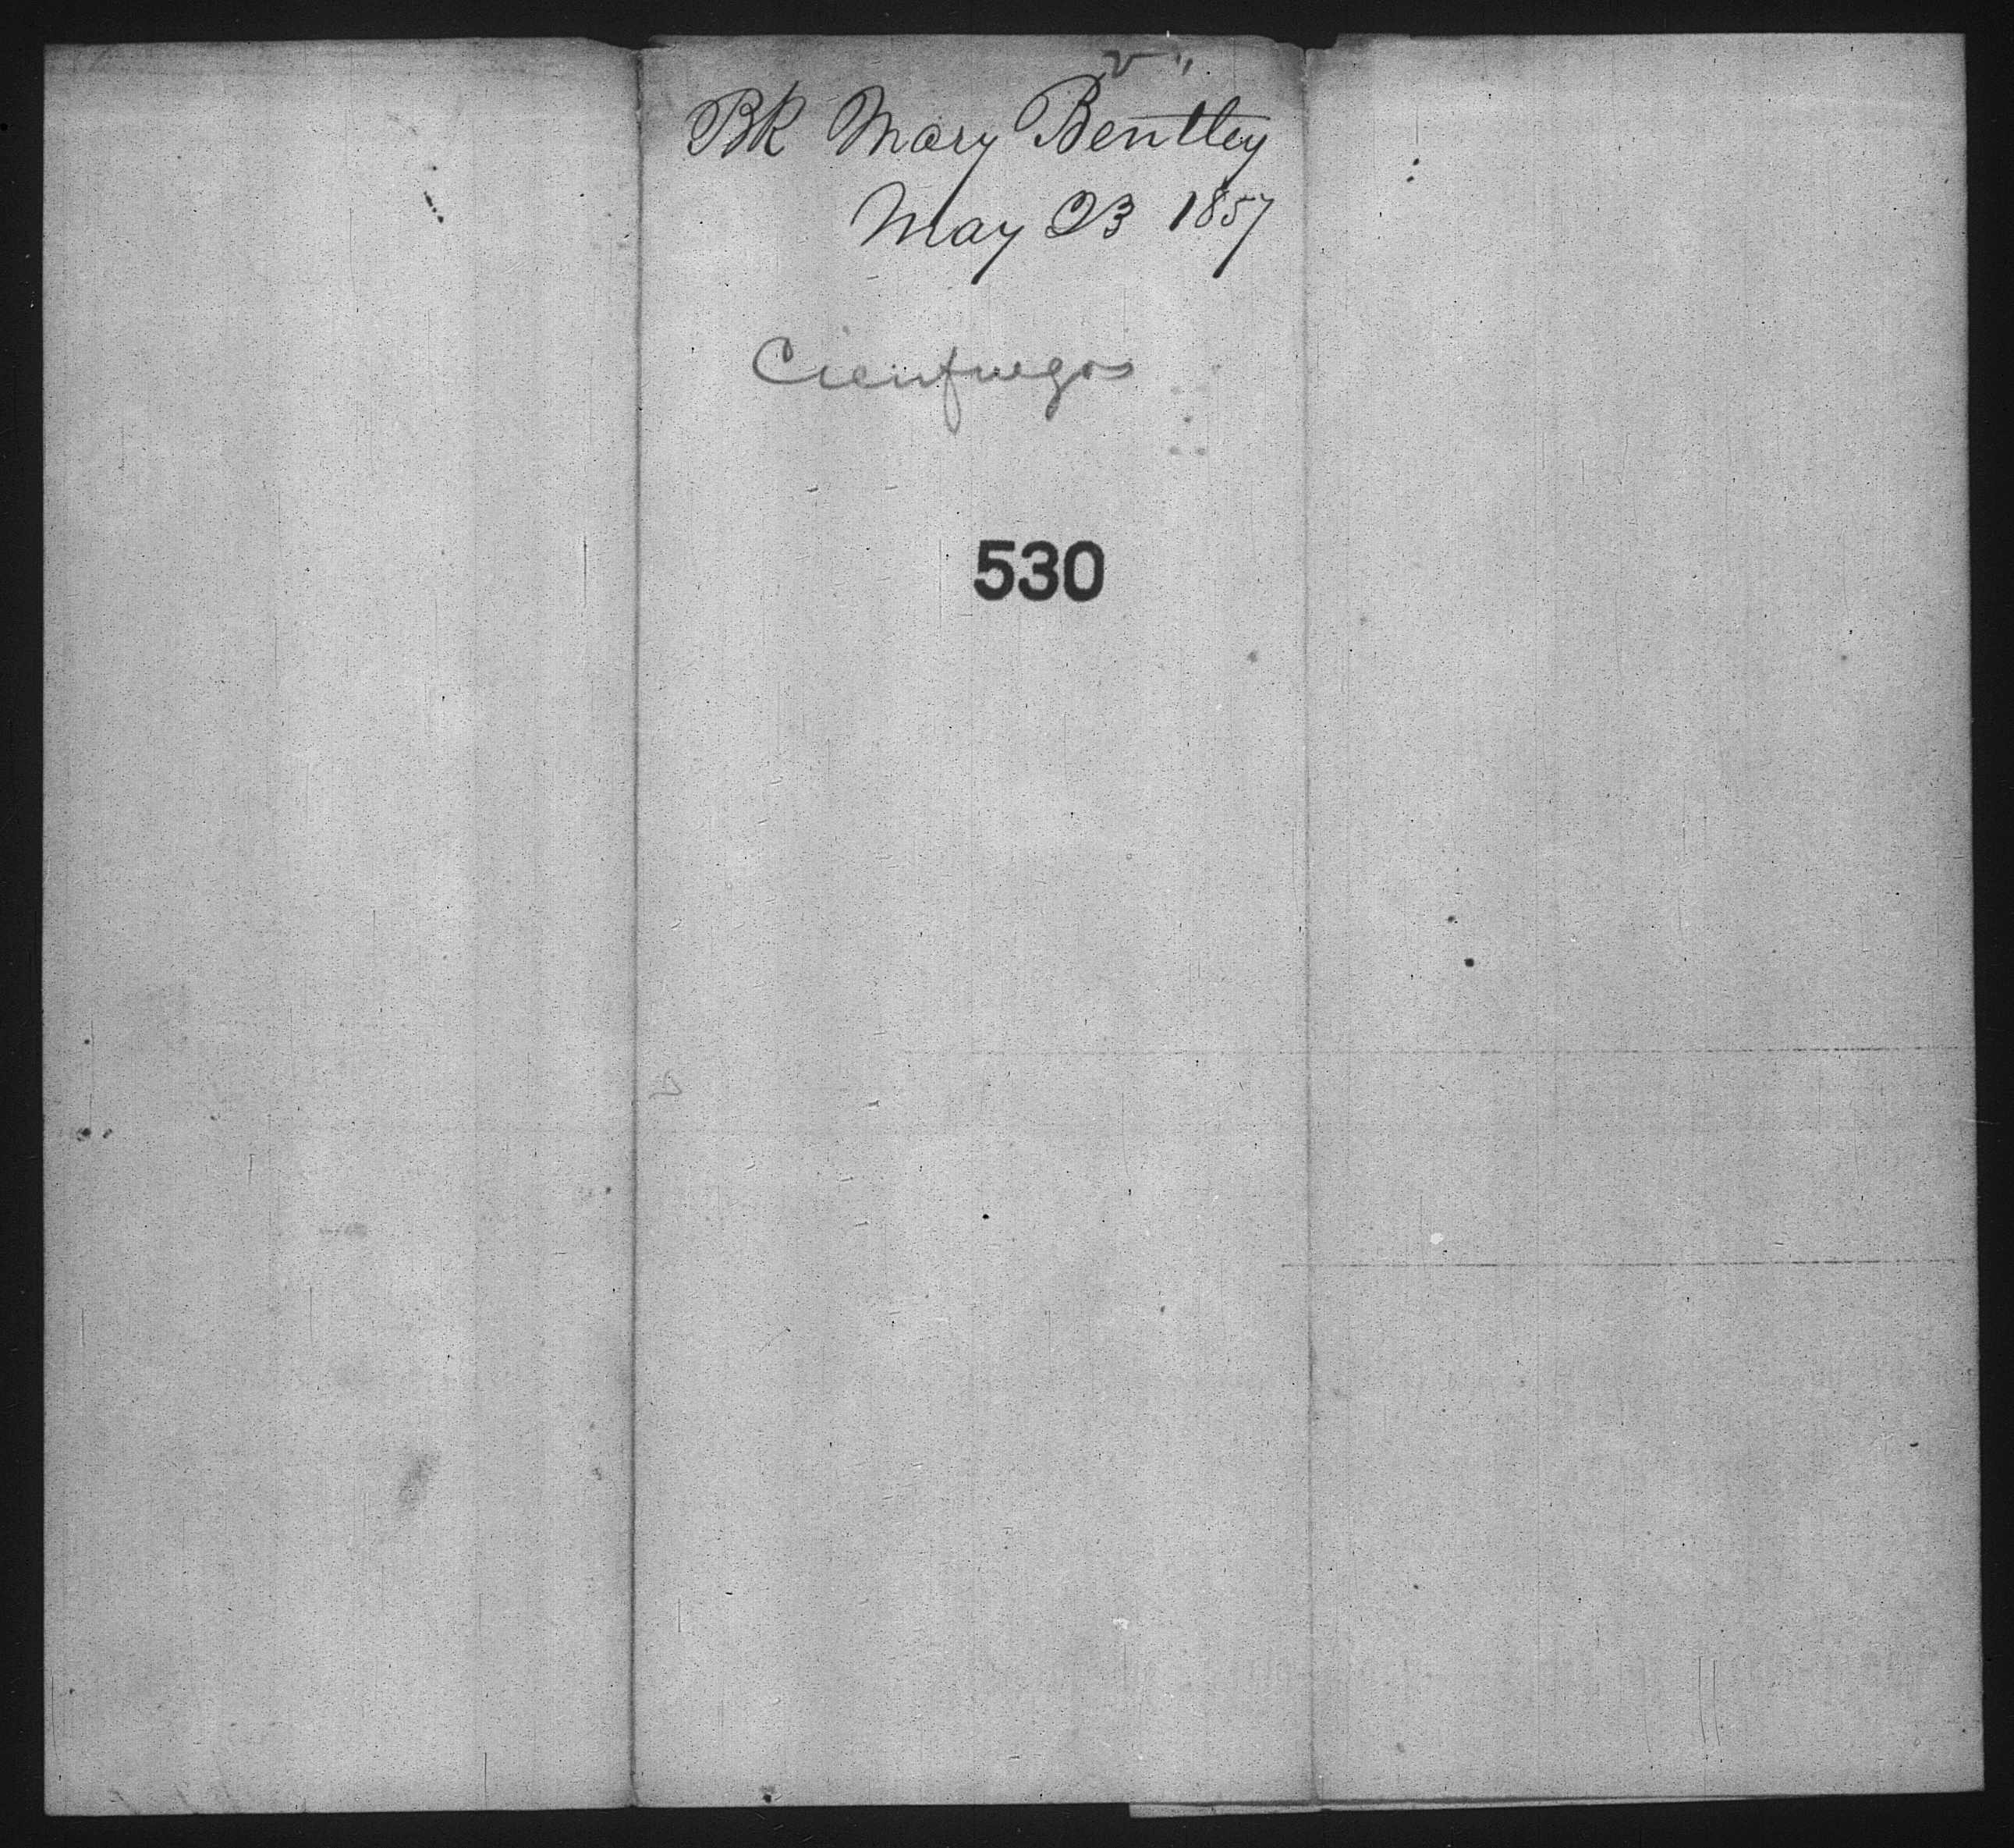 BK Mary Bentley
May 23 1857
Cienfuegos
530